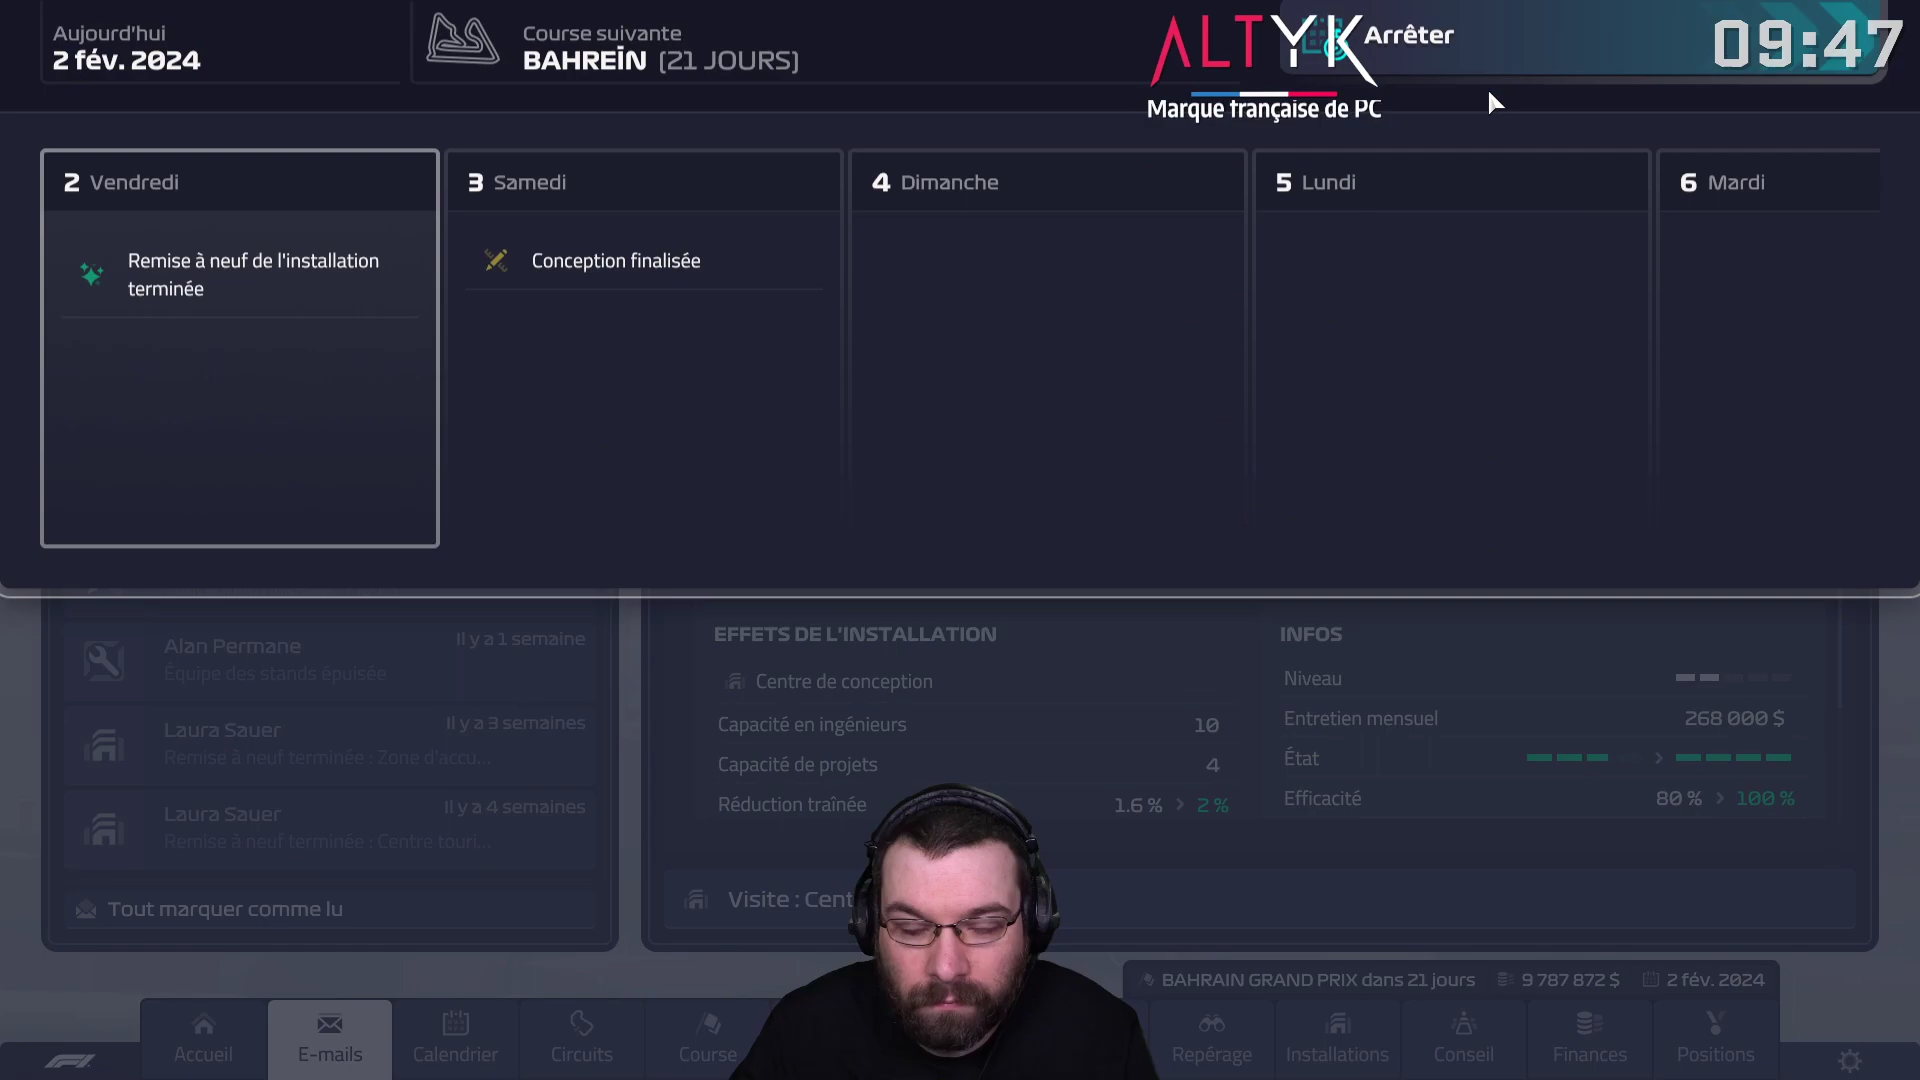 Aujourd'hui
2 fév. 2024
Course suivante
BAHREÏN [21 JOURS]
ALTYK
Marque française de PC
Arrêter
09:47
2 Vendredi
3 Samedi
4 Dimanche
5 Lundi
6 Mardi
Remise à neuf de l'installation
terminée
Conception finalisée
Alan Permane
Il y a 1 semaine
Équipe des stands épuisée
Laura Sauer
Il y a 3 semaines
Remise à neuf terminée : Zone d'accu...
Laura Sauer
Il y a 4 semaines
Remise à neuf terminée : Centre touri...
Tout marquer comme lu
EFFETS DE L'INSTALLATION
Centre de conception
Capacité en ingénieurs 10
Capacité de projets 4
Réduction traînée 1.6 % > 2 %
INFOS
Niveau
Entretien mensuel 268 000 $
État >
Efficacité 80 % > 100 %
Visite : Cent
BAHRAIN GRAND PRIX dans 21 jours
9 787 872 $
2 fév. 2024
Accueil
E-mails
Calendrier
Circuits
Course
Repérage
Installations
Conseil
Finances
Positions